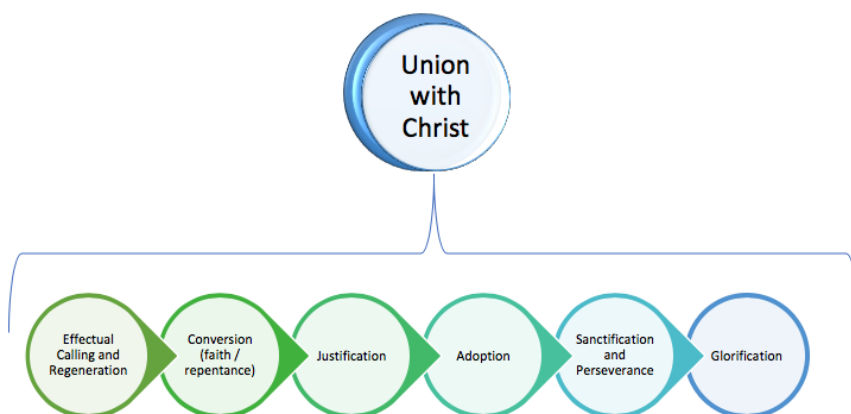 Union
with
Christ
Effectual
Calling and
Regeneration
Conversion
(faith /
repentance)
Justification
Adoption
Sanctification
and
Perseverance
Glorification